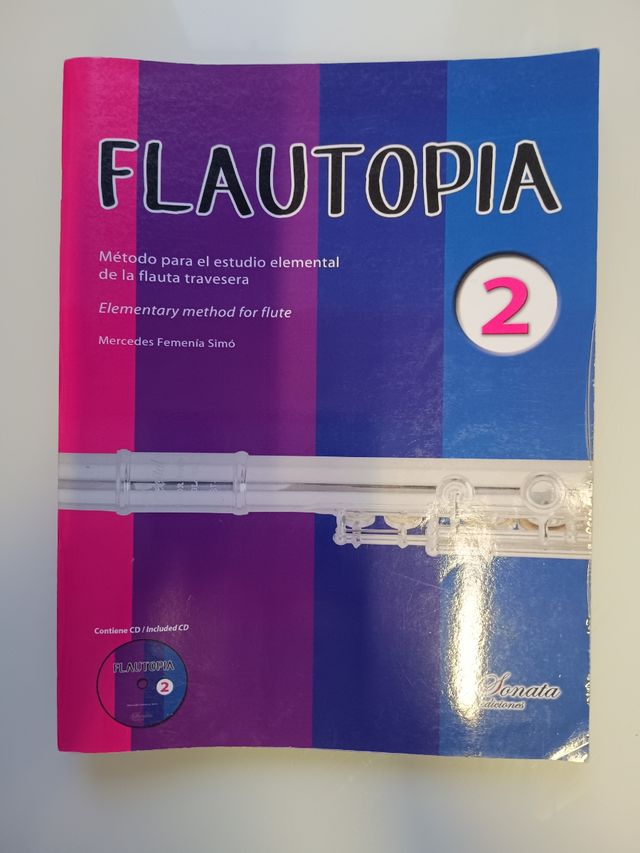 FLAUTOPIA
Método para el estudio elemental
de la flauta travesera
2
Elementary method for flute
Mercedes Femenía Simó
Contiene CD / Included CD
FLAUTOPIA
2
Sonata
ediciones